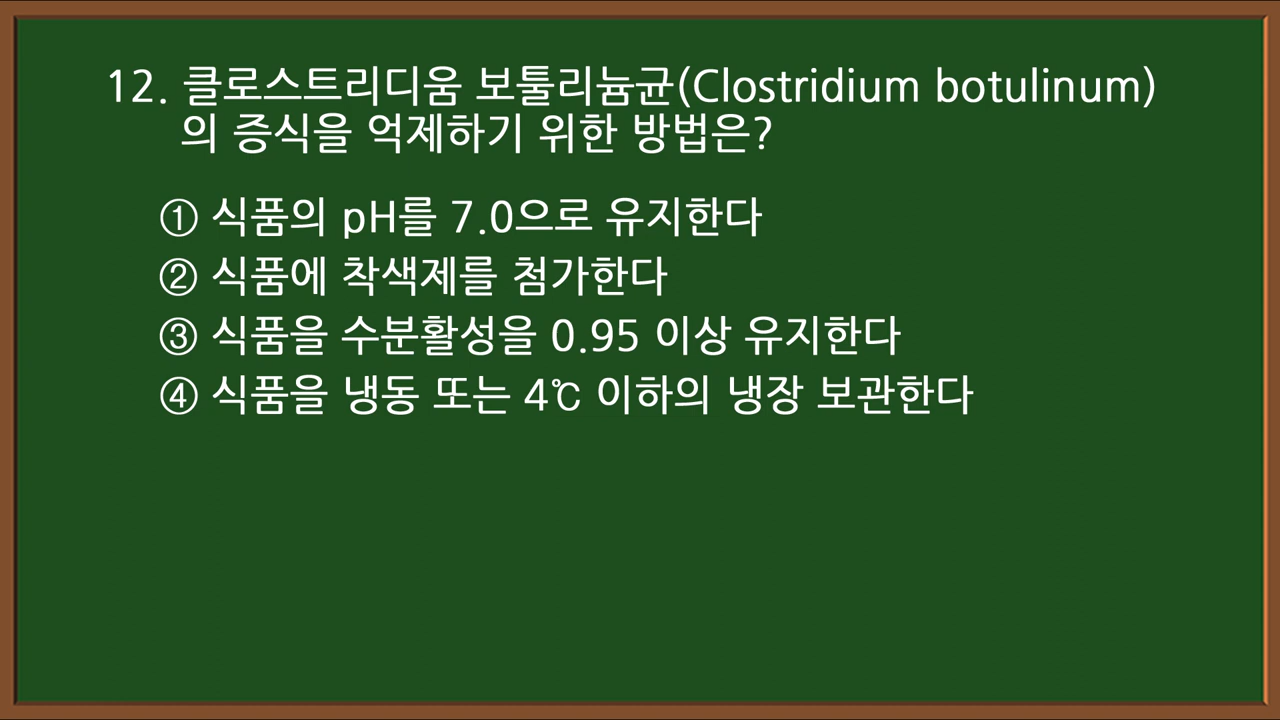 12. 클로스트리디움 보툴리늄균(Clostridium botulinum)
의 증식을 억제하기 위한 방법은?
① 식품의 pH를 7.0으로 유지한다
② 식품에 착색제를 첨가한다
③ 식품을 수분활성을 0.95 이상 유지한다
④ 식품을 냉동 또는 4℃ 이하의 냉장 보관한다